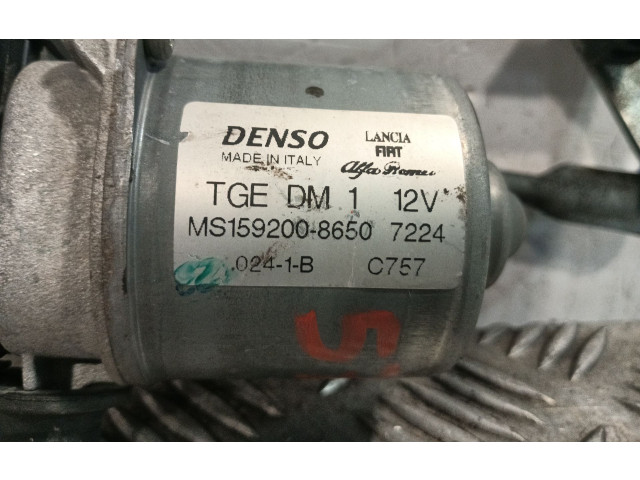 DENSO LANCIA
MADE IN ITALY FIAT
Alfa Romeo
TGE DM 1 12V
MS159200-8650 7224
.024-1-B C757
S